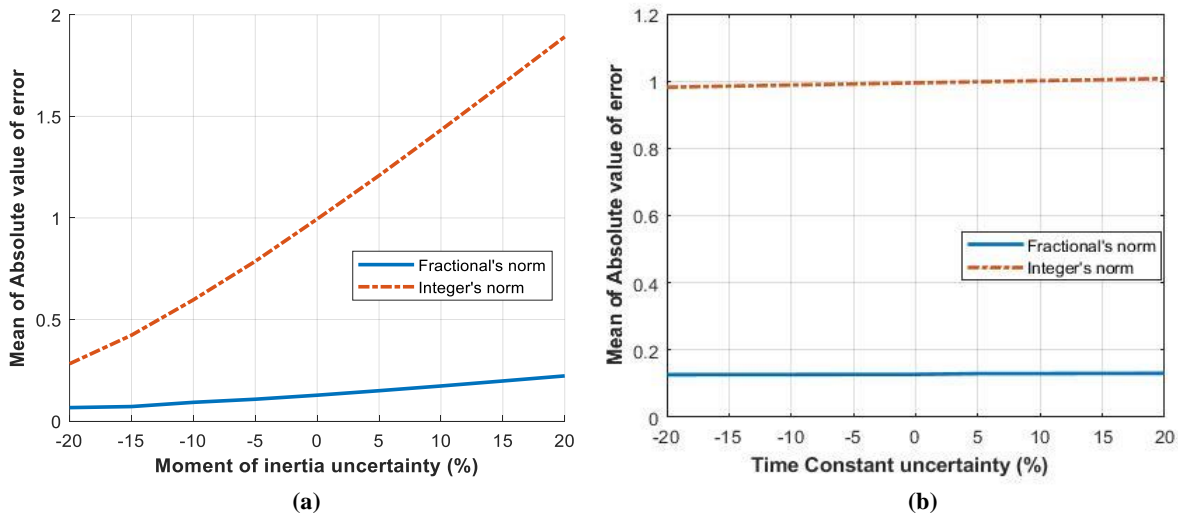 2
1.5
1
0.5
0
-20 -15 -10 -5 0 5 10 15 20
Mean of Absolute value of error
Moment of inertia uncertainty (%)
Fractional's norm
Integer's norm
(a)
1.2
1
0.8
0.6
0.4
0.2
0
-20 -15 -10 -5 0 5 10 15 20
Mean of Absolute value of error
Time Constant uncertainty (%)
Fractional's norm
Integer's norm
(b)